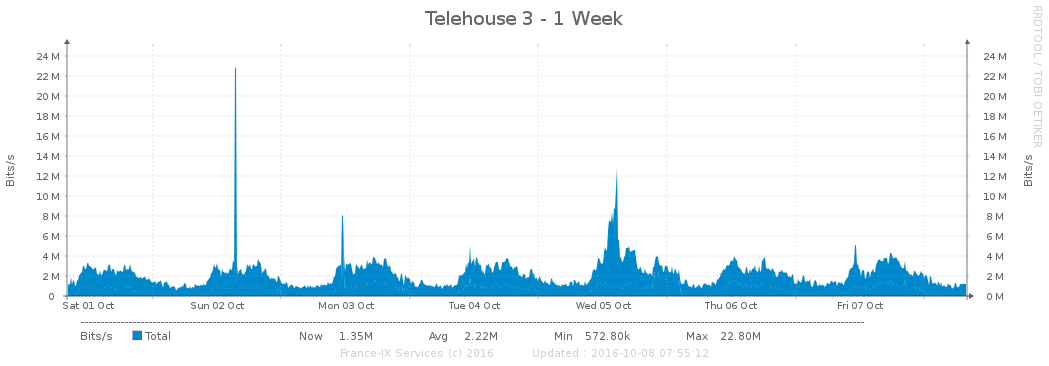 Telehouse 3 - 1 Week
RRDTOOL / TOBI OETIKER
Bits/s
24 M 24 M
22 M 22 M
20 M 20 M
18 M 18 M
16 M 16 M
14 M 14 M
12 M 12 M
10 M 10 M
8 M 8 M
6 M 6 M
4 M 4 M
2 M 2 M
0 0 M
Bits/s
Sat 01 Oct Sun 02 Oct Mon 03 Oct Tue 04 Oct Wed 05 Oct Thu 06 Oct Fri 07 Oct
Bits/s Total Now 1.35M Avg 2.22M Min 572.80k Max 22.80M
France-IX Services (c) 2016 Updated : 2016-10-08 07:55:12